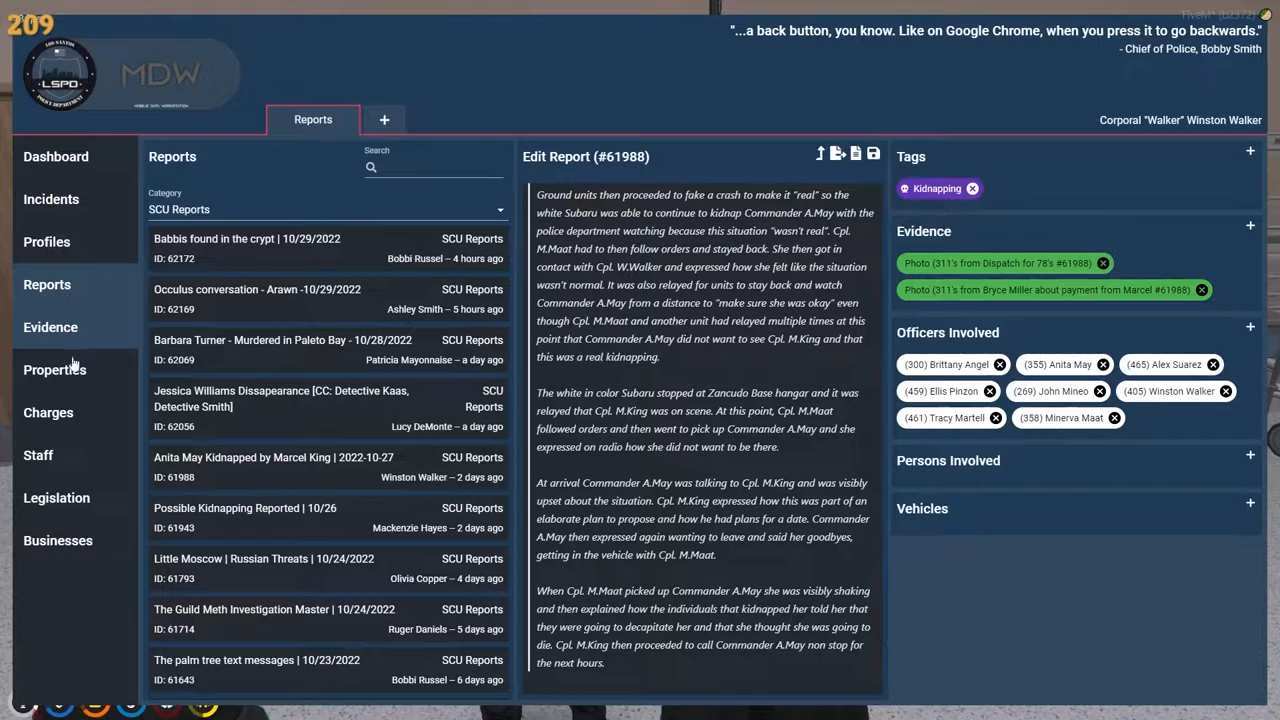 209
FiveM® (b2372)
"...a back button, you know. Like on Google Chrome, when you press it to go backwards."
- Chief of Police, Bobby Smith
LOS SANTOS
LSPD
POLICE DEPARTMENT
MDW
MOBILE DATA WORKSTATION
Reports
+
Corporal "Walker" Winston Walker
Dashboard
Incidents
Profiles
Reports
Evidence
Properties
Charges
Staff
Legislation
Businesses
Reports
Search
Category
SCU Reports
Babbis found in the crypt | 10/29/2022 SCU Reports
ID: 62172 Bobbi Russel – 4 hours ago
Occulus conversation - Arawn -10/29/2022 SCU Reports
ID: 62169 Ashley Smith – 5 hours ago
Barbara Turner - Murdered in Paleto Bay - 10/28/2022 SCU Reports
ID: 62069 Patricia Mayonnaise – a day ago
Jessica Williams Dissapearance [CC: Detective Kaas, SCU
Detective Smith] Reports
ID: 62056 Lucy DeMonte – a day ago
Anita May Kidnapped by Marcel King | 2022-10-27 SCU Reports
ID: 61988 Winston Walker – 2 days ago
Possible Kidnapping Reported | 10/26 SCU Reports
ID: 61943 Mackenzie Hayes – 2 days ago
Little Moscow | Russian Threats | 10/24/2022 SCU Reports
ID: 61793 Olivia Copper – 4 days ago
The Guild Meth Investigation Master | 10/24/2022 SCU Reports
ID: 61714 Ruger Daniels – 5 days ago
The palm tree text messages | 10/23/2022 SCU Reports
ID: 61643 Bobbi Russel – 6 days ago
Edit Report (#61988)
Ground units then proceeded to fake a crash to make it "real" so the
white Subaru was able to continue to kidnap Commander A.May with the
police department watching because this situation "wasn't real". Cpl.
M.Maat had to then follow orders and stayed back. She then got in
contact with Cpl. W.Walker and expressed how she felt like the situation
wasn't normal. It was also relayed for units to stay back and watch
Commander A.May from a distance to "make sure she was okay" even
though Cpl. M.Maat and another unit had relayed multiple times at this
point that Commander A.May did not want to see Cpl. M.King and that
this was a real kidnapping.
The white in color Subaru stopped at Zancudo Base hangar and it was
relayed that Cpl. M.King was on scene. At this point, Cpl. M.Maat
followed orders and then went to pick up Commander A.May and she
expressed on radio how she did not want to be there.
At arrival Commander A.May was talking to Cpl. M.King and was visibly
upset about the situation. Cpl. M.King expressed how this was part of an
elaborate plan to propose and how he had plans for a date. Commander
A.May then expressed again wanting to leave and said her goodbyes,
getting in the vehicle with Cpl. M.Maat.
When Cpl. M.Maat picked up Commander A.May she was visibly shaking
and then explained how the individuals that kidnapped her told her that
they were going to decapitate her and that she thought she was going to
die. Cpl. M.King then proceeded to call Commander A.May non stop for
the next hours.
Tags +
Kidnapping
Evidence +
Photo (311's from Dispatch for 78's #61988)
Photo (311's from Bryce Miller about payment from Marcel #61988)
Officers Involved +
(300) Brittany Angel (355) Anita May (465) Alex Suarez
(459) Ellis Pinzon (269) John Mineo (405) Winston Walker
(461) Tracy Martell (358) Minerva Maat
Persons Involved +
Vehicles +